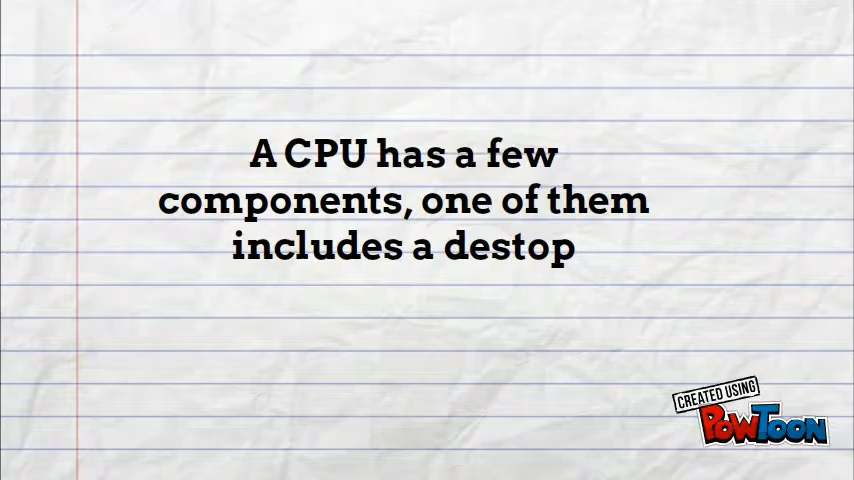 A CPU has a few
components, one of them
includes a destop
CREATED USING
POWTOON